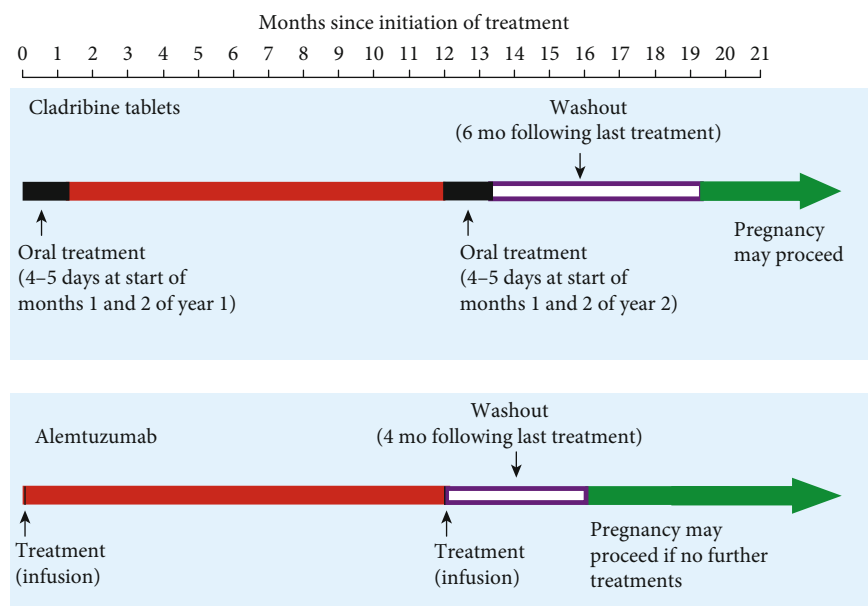 Months since initiation of treatment
0 1 2 3 4 5 6 7 8 9 10 11 12 13 14 15 16 17 18 19 20 21
Cladribine tablets
Washout
(6 mo following last treatment)
Oral treatment
(4–5 days at start of
months 1 and 2 of year 1)
Oral treatment
(4–5 days at start of
months 1 and 2 of year 2)
Pregnancy
may proceed
Alemtuzumab
Washout
(4 mo following last treatment)
Treatment
(infusion)
Treatment
(infusion)
Pregnancy may
proceed if no further
treatments